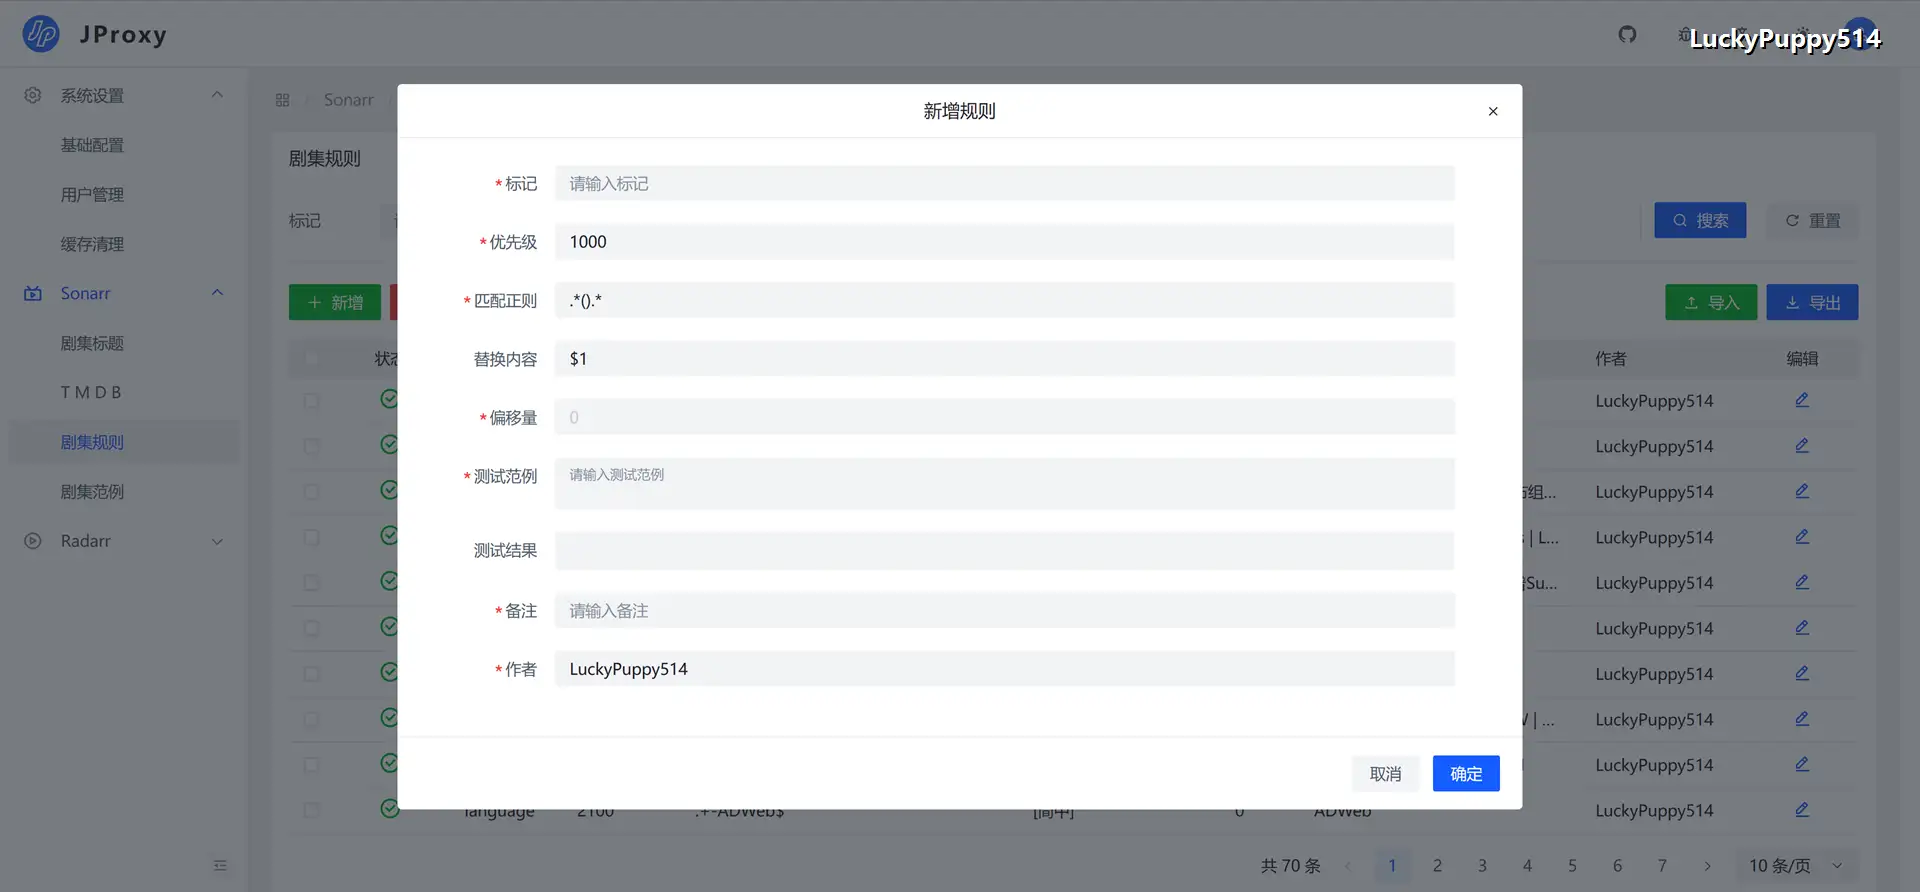 JProxy
LuckyPuppy514
系统设置
基础配置
用户管理
缓存清理
Sonarr
剧集标题
TMDB
剧集规则
剧集范例
Radarr
Sonarr
剧集规则
标记
搜索
重置
新增
导入
导出
作者
编辑
LuckyPuppy514
LuckyPuppy514
LuckyPuppy514
LuckyPuppy514
LuckyPuppy514
LuckyPuppy514
LuckyPuppy514
LuckyPuppy514
LuckyPuppy514
language 2100 [简中] 0 ADWeb LuckyPuppy514
共 70 条 1 2 3 4 5 6 7 10 条/页
新增规则
*标记 请输入标记
*优先级 1000
*匹配正则 .*().*
替换内容 $1
*偏移量 0
*测试范例 请输入测试范例
测试结果
*备注 请输入备注
*作者 LuckyPuppy514
取消 确定